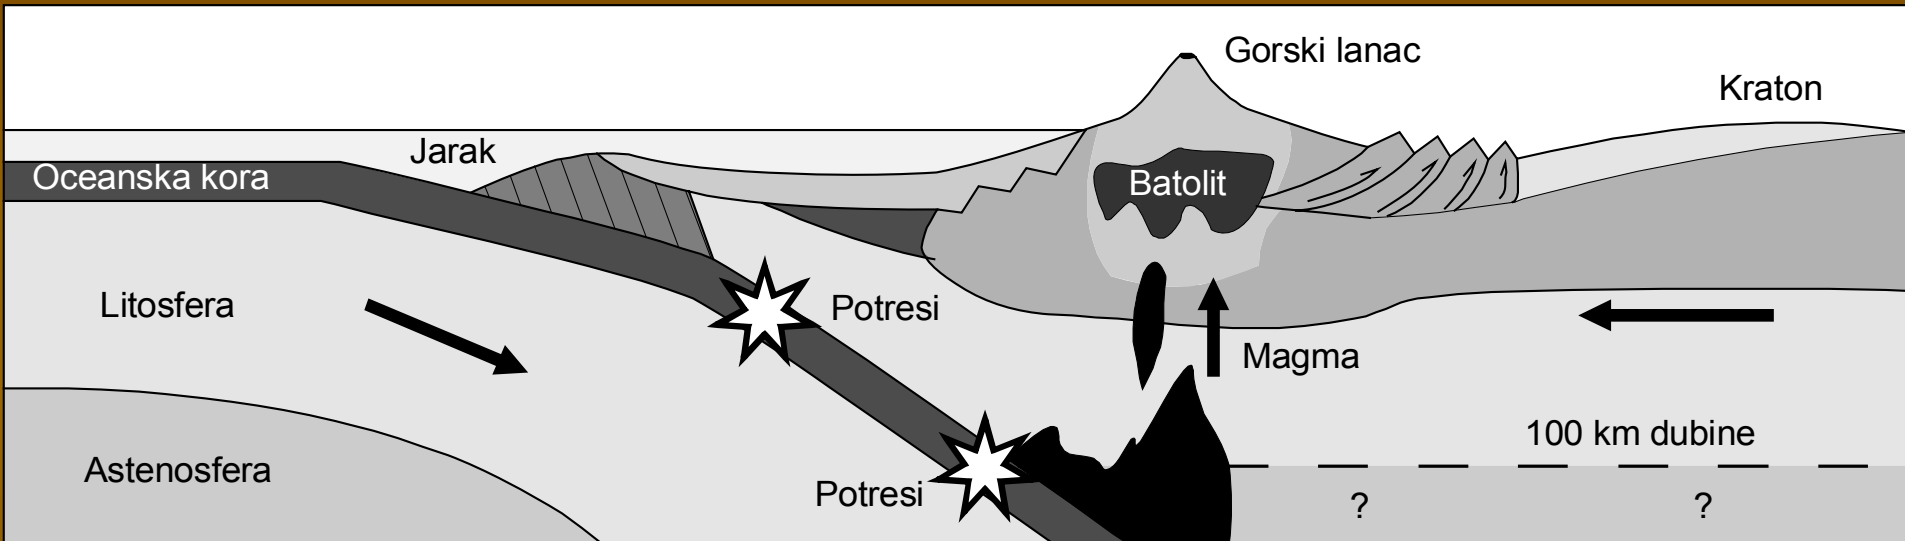 Gorski lanac
Kraton
Jarak
Oceanska kora
Batolit
Litosfera
Potresi
Magma
100 km dubine
Astenosfera
Potresi
? ?